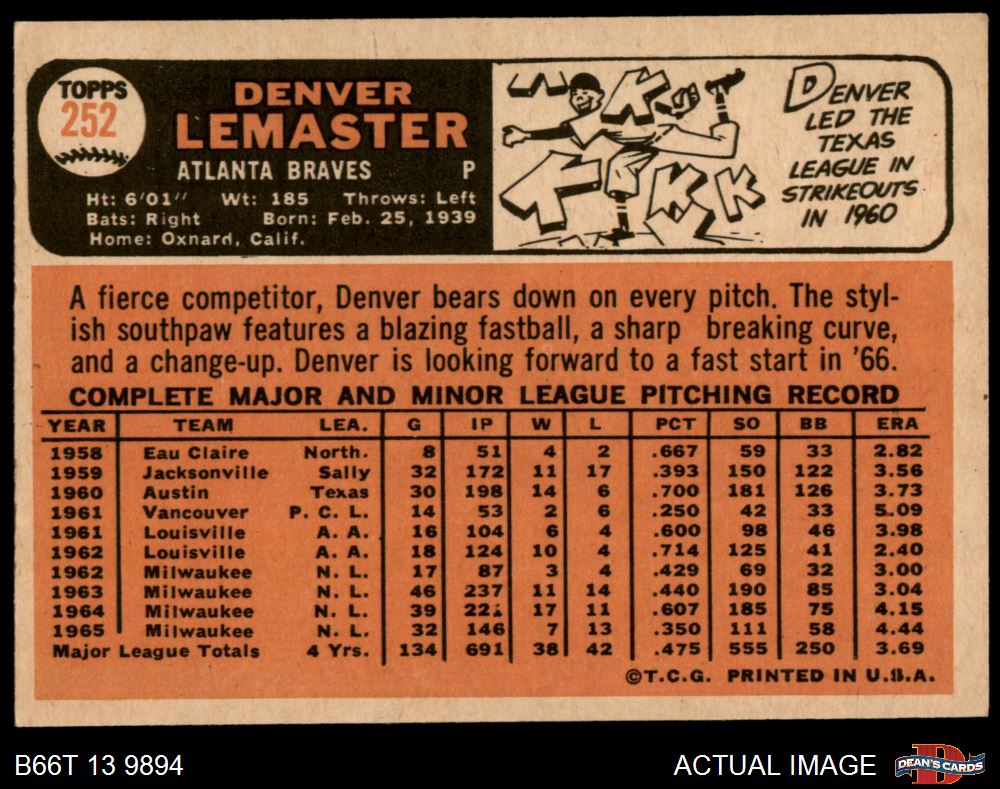 TOPPS
252
DENVER
LEMASTER
ATLANTA BRAVES P
Ht: 6'01" Wt: 185 Throws: Left
Bats: Right Born: Feb. 25, 1939
Home: Oxnard, Calif.
K K K K K
DENVER
LED THE
TEXAS
LEAGUE IN
STRIKEOUTS
IN 1960
A fierce competitor, Denver bears down on every pitch. The styl-
ish southpaw features a blazing fastball, a sharp breaking curve,
and a change-up. Denver is looking forward to a fast start in '66.
COMPLETE MAJOR AND MINOR LEAGUE PITCHING RECORD
YEAR TEAM LEA. G IP W L PCT SO BB ERA
1958 Eau Claire North. 8 51 4 2 .667 59 33 2.82
1959 Jacksonville Sally 32 172 11 17 .393 150 122 3.56
1960 Austin Texas 30 198 14 6 .700 181 126 3.73
1961 Vancouver P. C. L. 14 53 2 6 .250 42 33 5.09
1961 Louisville A. A. 16 104 6 4 .600 98 46 3.98
1962 Louisville A. A. 18 124 10 4 .714 125 41 2.40
1962 Milwaukee N. L. 17 87 3 4 .429 69 32 3.00
1963 Milwaukee N. L. 46 237 11 14 .440 190 85 3.04
1964 Milwaukee N. L. 39 17 11 .607 185 75 4.15
1965 Milwaukee N. L. 32 146 7 13 .350 111 58 4.44
Major League Totals 4 Yrs. 134 691 38 42 .475 555 250 3.69
©T.C.G. PRINTED IN U.S.A.
B66T 13 9894 ACTUAL IMAGE
DEAN'S CARDS